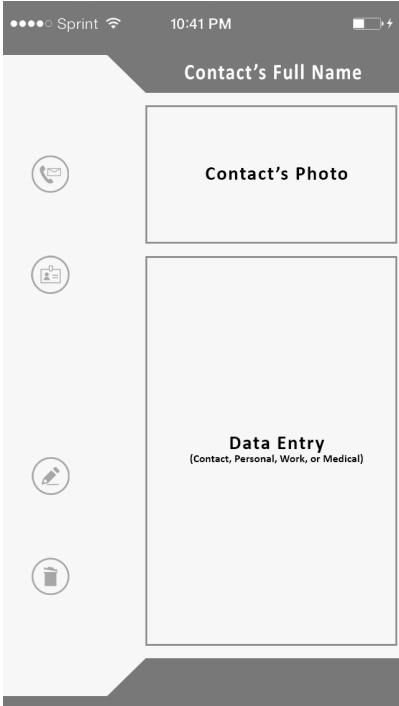 Sprint 10:41 PM
Contact's Full Name
Contact's Photo
Data Entry
(Contact, Personal, Work, or Medical)